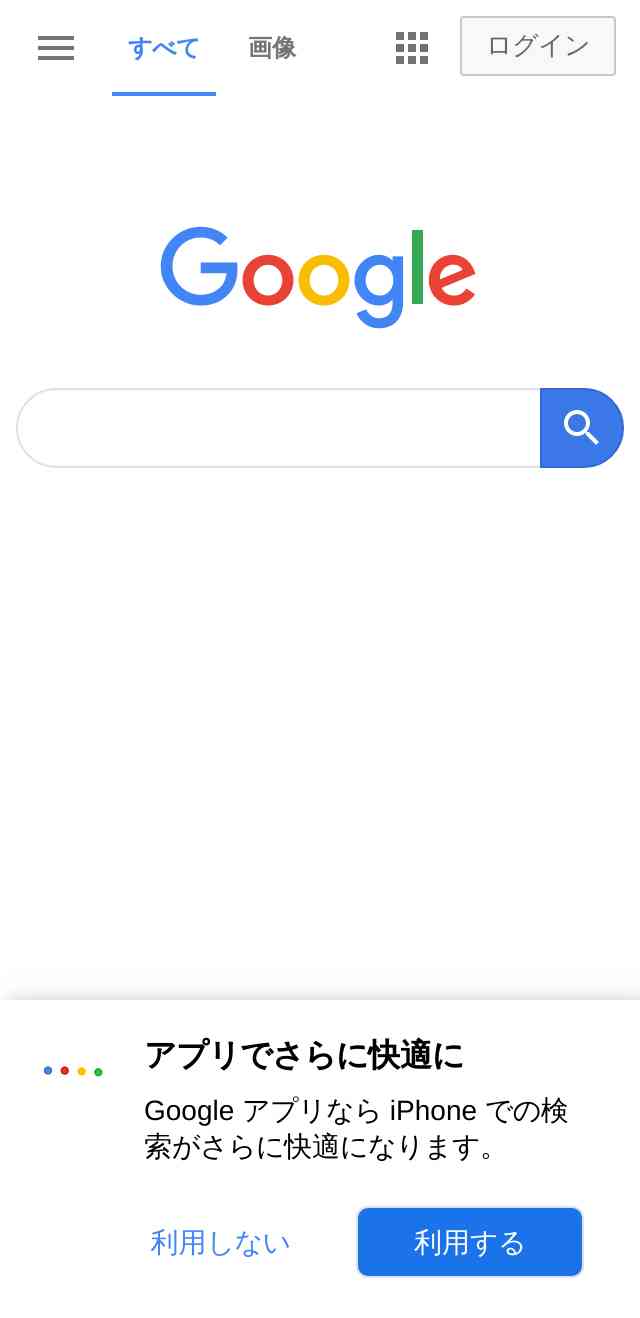 すべて 画像 ログイン
Google
アプリでさらに快適に
Google アプリなら iPhone での検
索がさらに快適になります。
利用しない 利用する